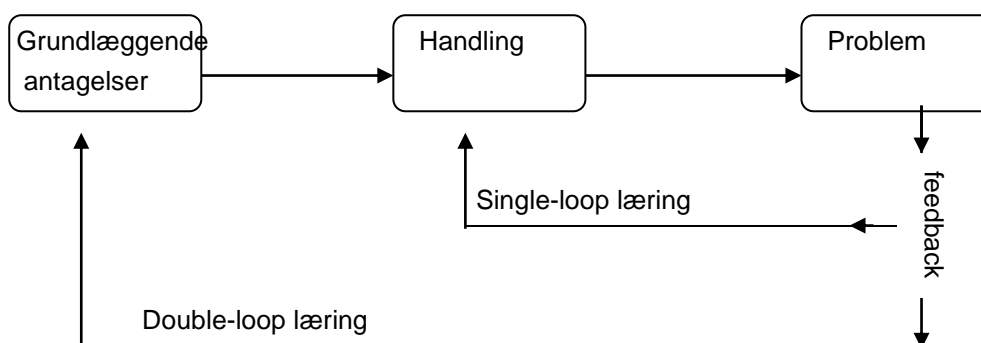 Grundlæggende
antagelser
Handling
Problem
Single-loop læring
feedback
Double-loop læring